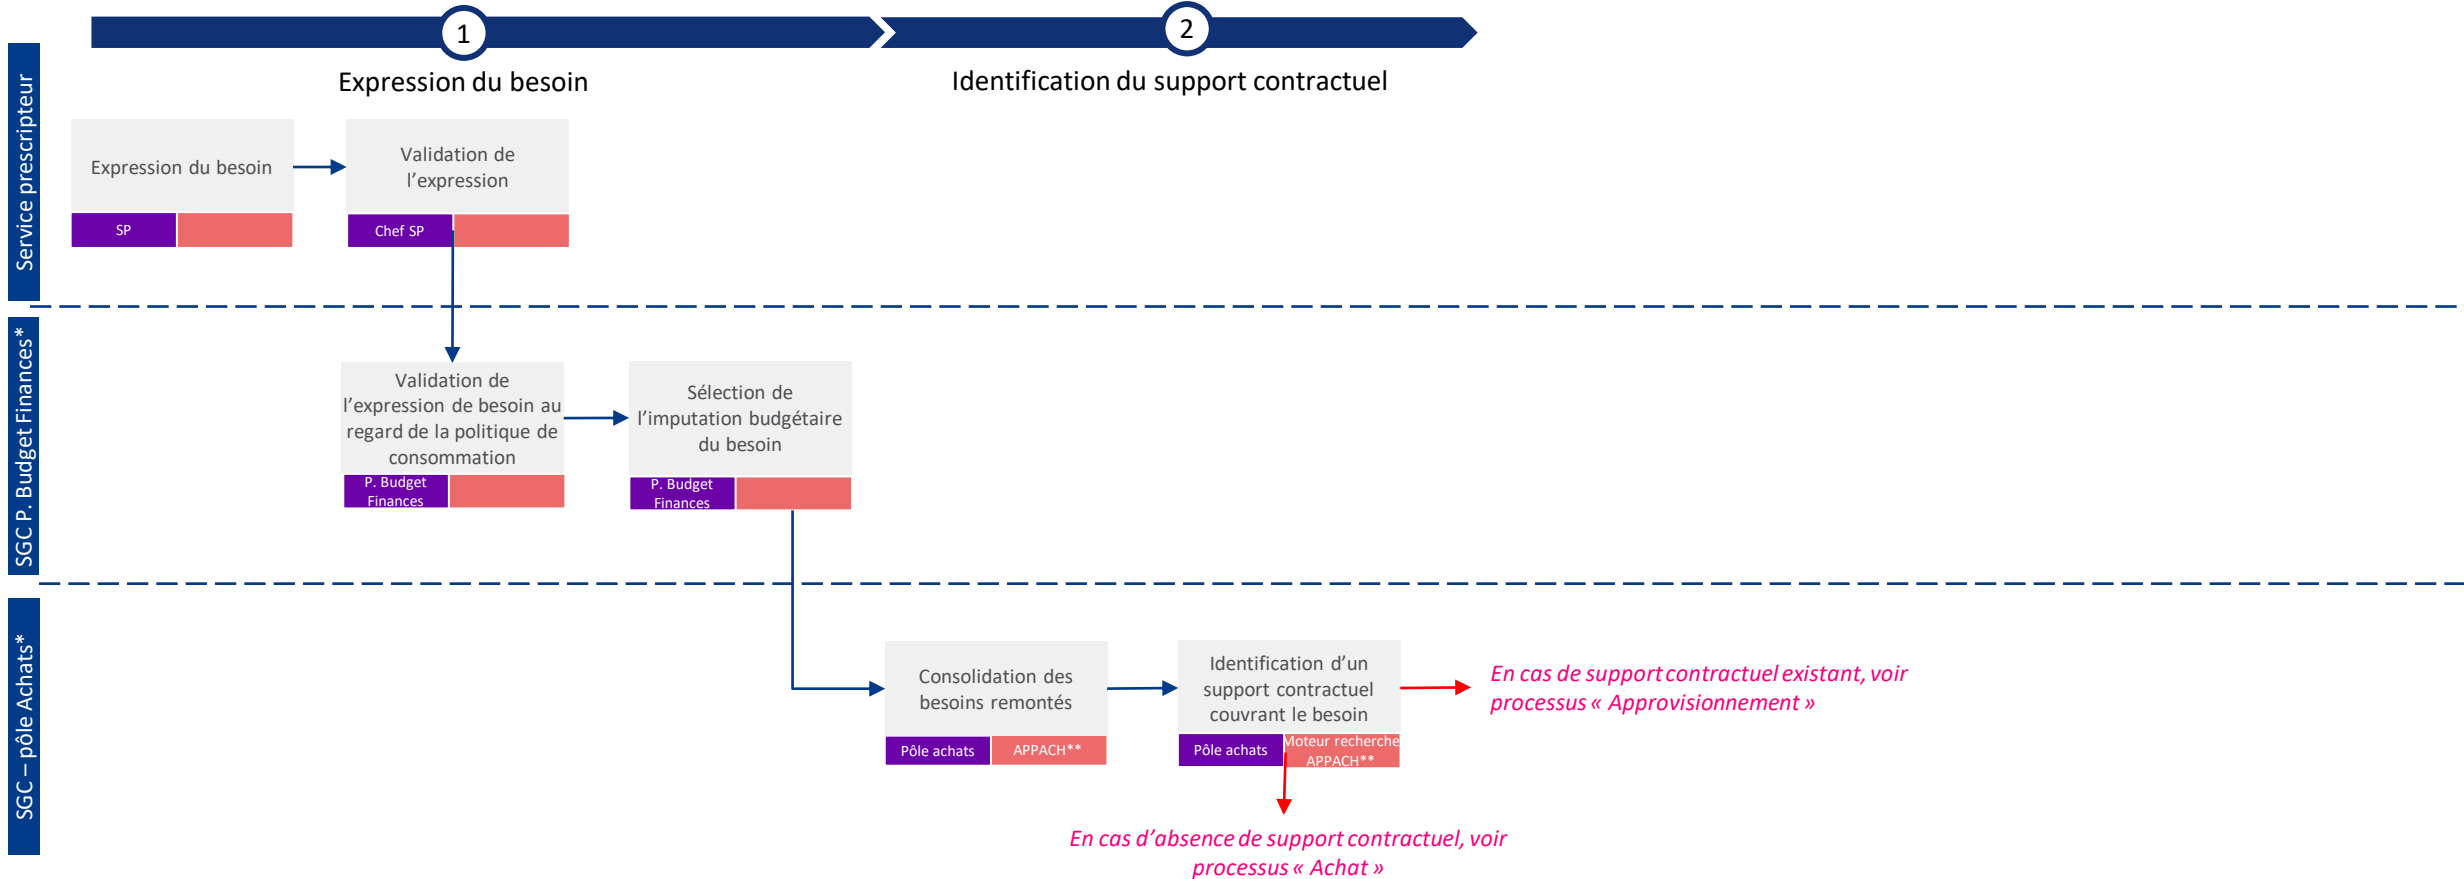 1
2
Expression du besoin
Identification du support contractuel
Service prescripteur
Expression du besoin
SP
Validation de
l’expression
Chef SP
SGC P. Budget Finances*
Validation de
l’expression de besoin au
regard de la politique de
consommation
P. Budget
Finances
Sélection de
l’imputation budgétaire
du besoin
P. Budget
Finances
SGC – pôle Achats*
Consolidation des
besoins remontés
Pôle achats
APPACH**
Identification d’un
support contractuel
couvrant le besoin
Pôle achats
Moteur recherche
APPACH**
En cas de support contractuel existant, voir
processus « Approvisionnement »
En cas d’absence de support contractuel, voir
processus « Achat »